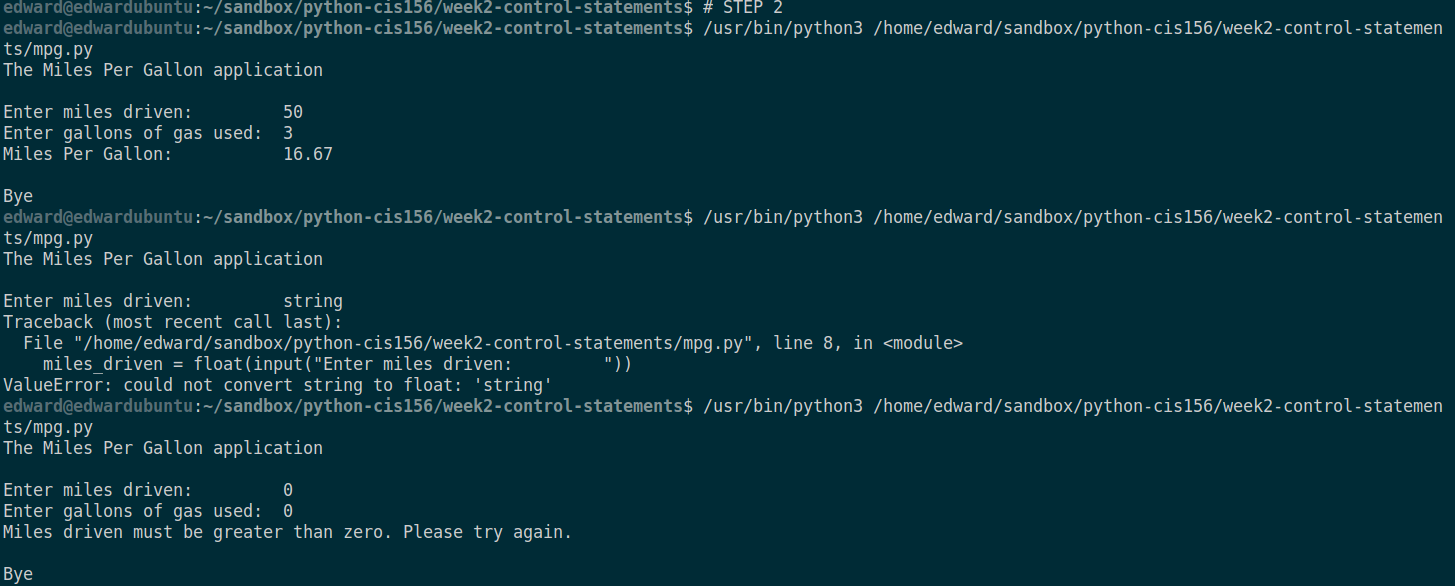 edward@edwardubuntu:~/sandbox/python-cis156/week2-control-statements$ # STEP 2
edward@edwardubuntu:~/sandbox/python-cis156/week2-control-statements$ /usr/bin/python3 /home/edward/sandbox/python-cis156/week2-control-statemen
ts/mpg.py
The Miles Per Gallon application
Enter miles driven:         50
Enter gallons of gas used:  3
Miles Per Gallon:           16.67
Bye
edward@edwardubuntu:~/sandbox/python-cis156/week2-control-statements$ /usr/bin/python3 /home/edward/sandbox/python-cis156/week2-control-statemen
ts/mpg.py
The Miles Per Gallon application
Enter miles driven:         string
Traceback (most recent call last):
  File "/home/edward/sandbox/python-cis156/week2-control-statements/mpg.py", line 8, in <module>
    miles_driven = float(input("Enter miles driven:         "))
ValueError: could not convert string to float: 'string'
edward@edwardubuntu:~/sandbox/python-cis156/week2-control-statements$ /usr/bin/python3 /home/edward/sandbox/python-cis156/week2-control-statemen
ts/mpg.py
The Miles Per Gallon application
Enter miles driven:         0
Enter gallons of gas used:  0
Miles driven must be greater than zero. Please try again.
Bye